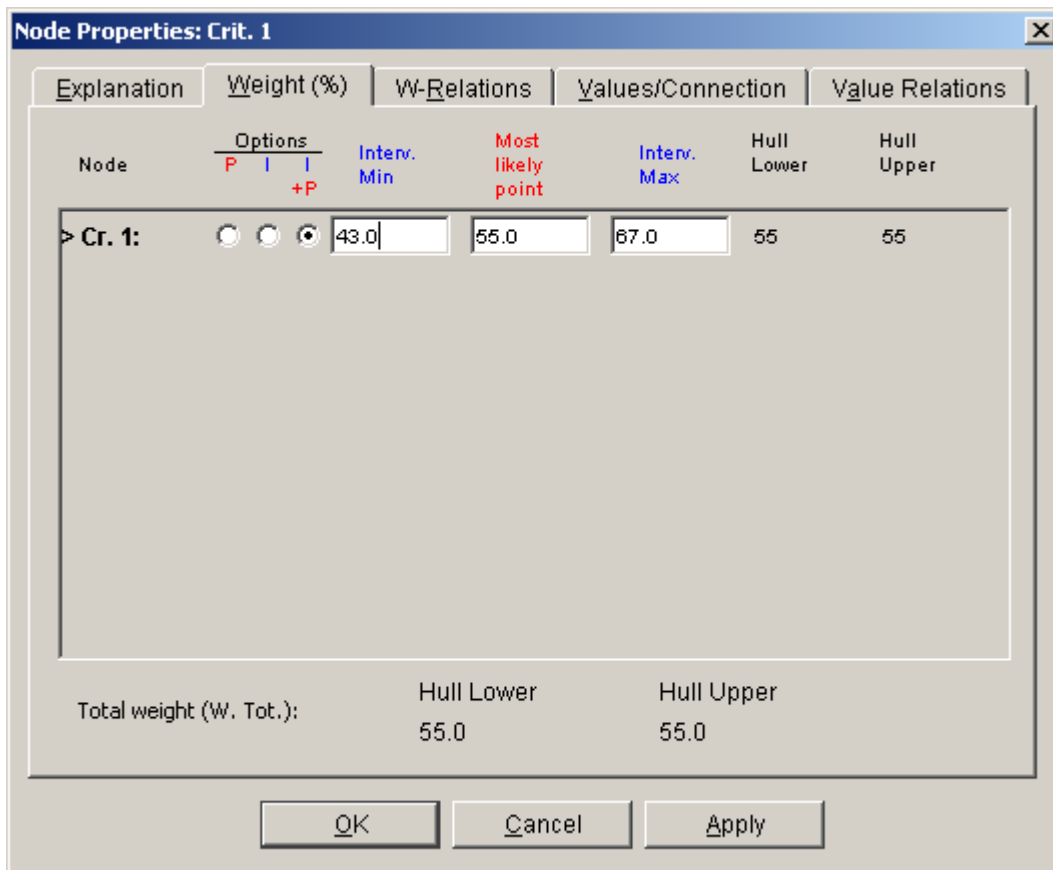 Node Properties: Crit. 1
Explanation Weight (%) W-Relations Values/Connection Value Relations
Node Options Interv. Min Most likely point Interv. Max Hull Lower Hull Upper
P I I +P
> Cr. 1: 43.0 55.0 67.0 55 55
Hull Lower Hull Upper
Total weight (W. Tot.):
55.0 55.0
OK Cancel Apply